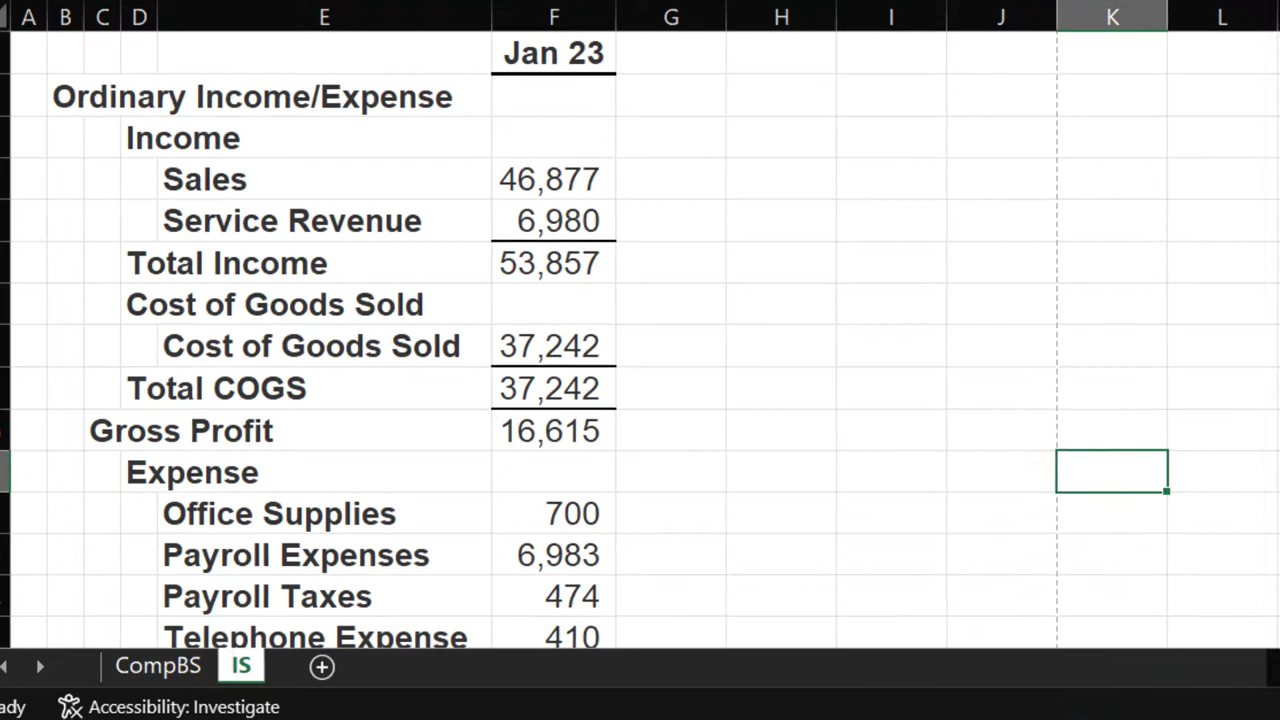 A B C D E F G H I J K L
Jan 23
Ordinary Income/Expense
Income
Sales 46,877
Service Revenue 6,980
Total Income 53,857
Cost of Goods Sold
Cost of Goods Sold 37,242
Total COGS 37,242
Gross Profit 16,615
Expense
Office Supplies 700
Payroll Expenses 6,983
Payroll Taxes 474
Telephone Expense 410
CompBS IS
ady Accessibility: Investigate